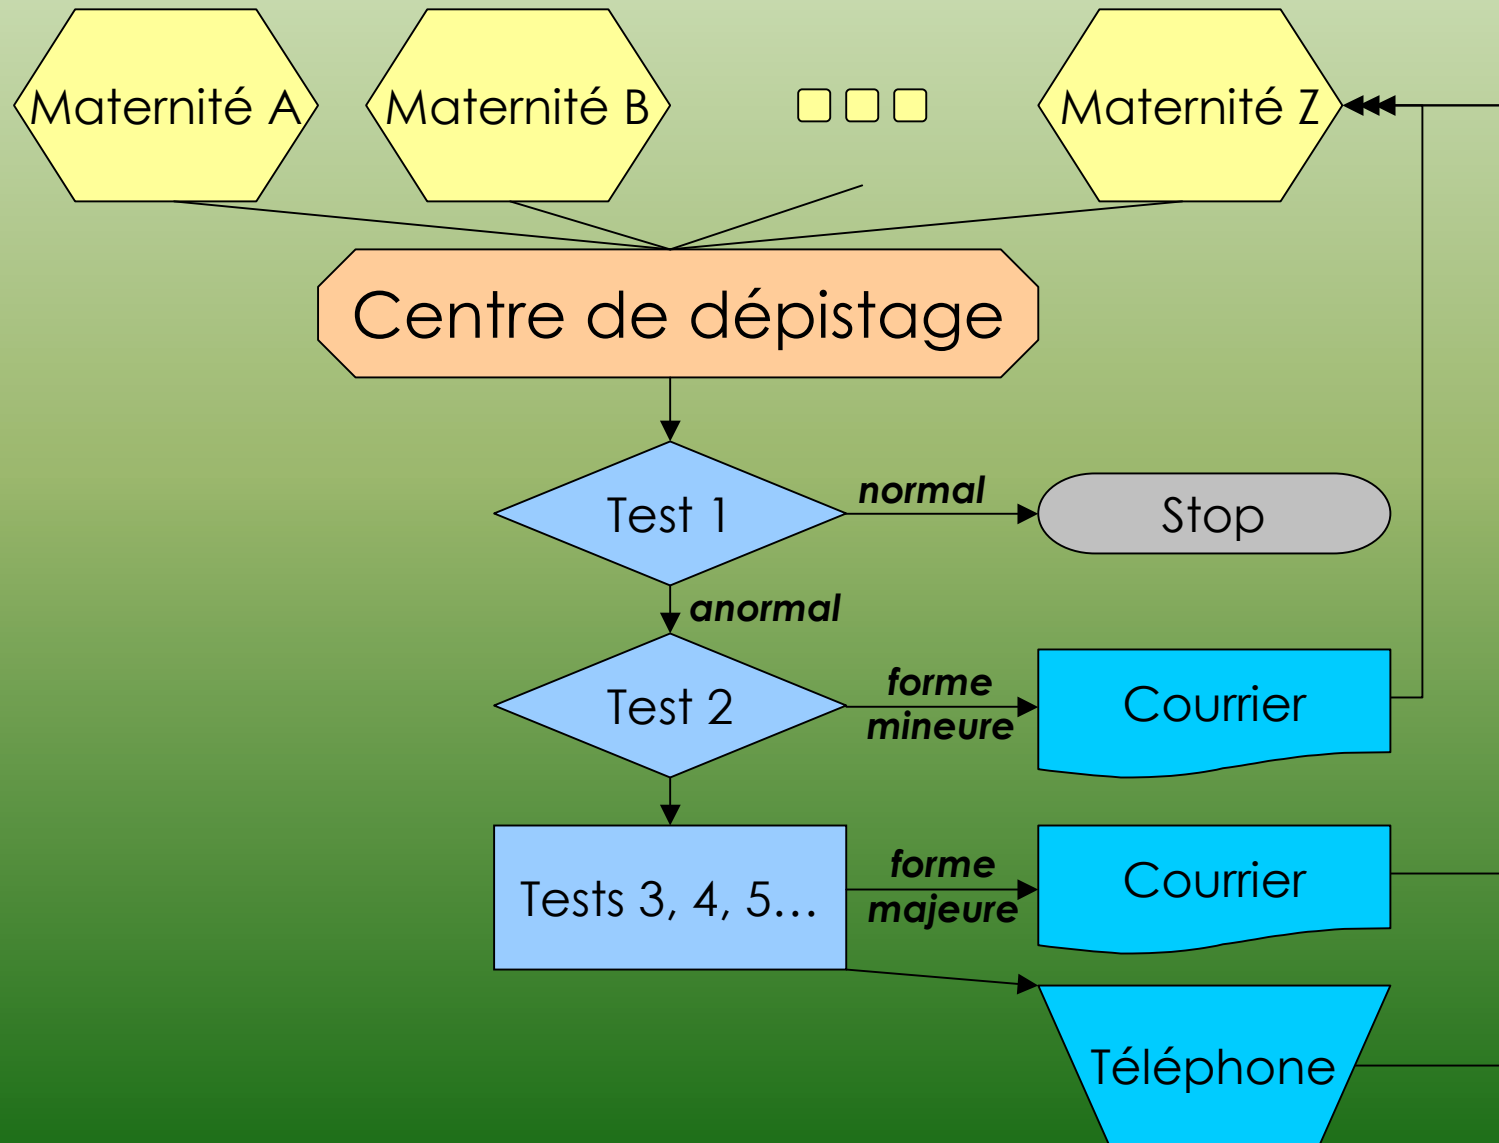 Maternité A
Maternité B
Maternité Z
Centre de dépistage
Test 1
normal
Stop
anormal
Test 2
forme
mineure
Courrier
Tests 3, 4, 5...
forme
majeure
Courrier
Téléphone